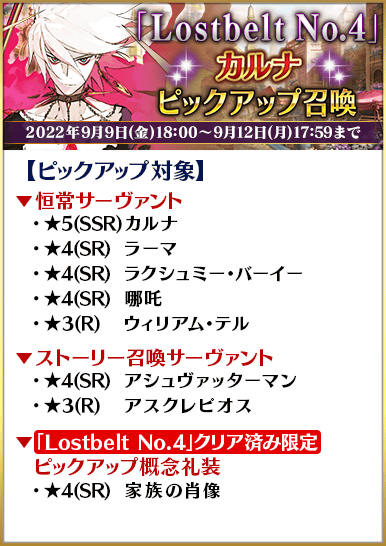 「Lostbelt No.4」
カルナ
ピックアップ召喚
2022年9月9日(金)18:00～9月12日(月)17:59まで
【ピックアップ対象】
▼恒常サーヴァント
・★5(SSR)カルナ
・★4(SR) ラーマ
・★4(SR) ラクシュミー・バーイー
・★4(SR) 哪吒
・★3(R) ウィリアム・テル
▼ストーリー召喚サーヴァント
・★4(SR) アシュヴァッターマン
・★3(R) アスクレピオス
▼「Lostbelt No.4」クリア済み限定
ピックアップ概念礼装
・★4(SR) 家族の肖像